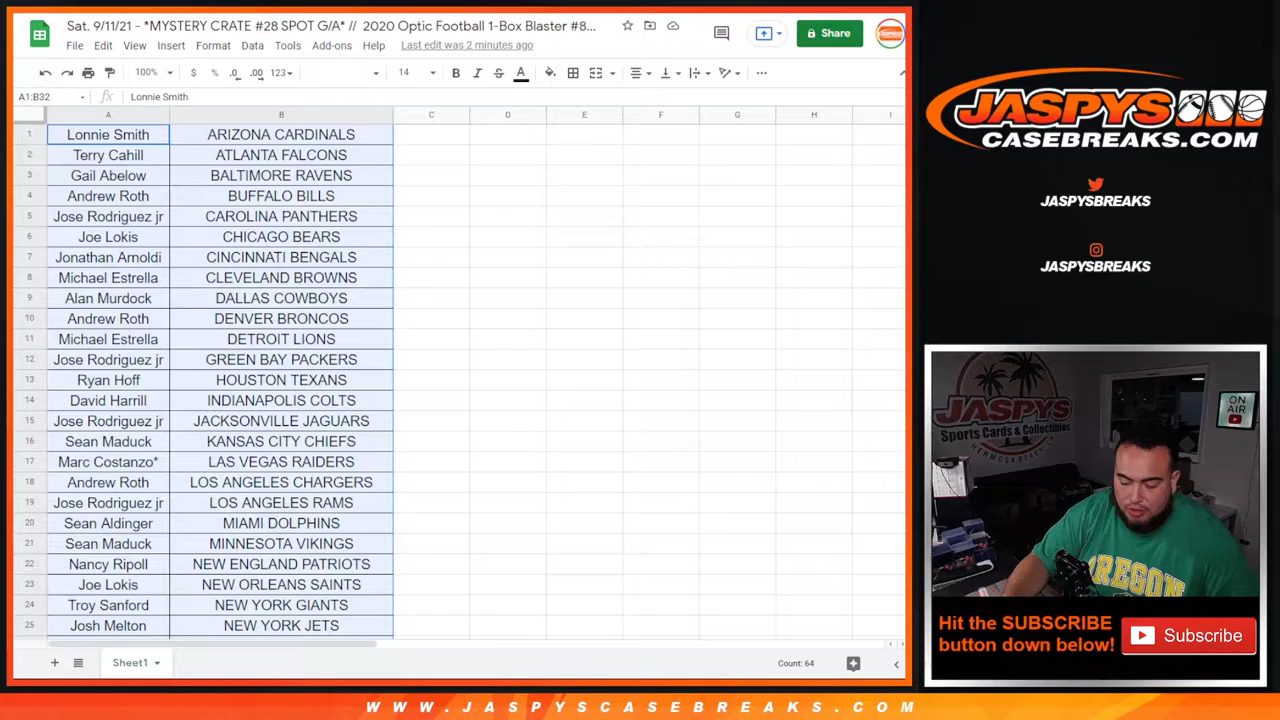 Sat. 9/11/21 - *MYSTERY CRATE #28 SPOT G/A* // 2020 Optic Football 1-Box Blaster #8...
File Edit View Insert Format Data Tools Add-ons Help Last edit was 2 minutes ago
Share
100% $ % .0 .00 123 14 B I S A
A1:B32 fx Lonnie Smith
A B C D E F G H I
1 Lonnie Smith ARIZONA CARDINALS
2 Terry Cahill ATLANTA FALCONS
3 Gail Abelow BALTIMORE RAVENS
4 Andrew Roth BUFFALO BILLS
5 Jose Rodriguez jr CAROLINA PANTHERS
6 Joe Lokis CHICAGO BEARS
7 Jonathan Arnoldi CINCINNATI BENGALS
8 Michael Estrella CLEVELAND BROWNS
9 Alan Murdock DALLAS COWBOYS
10 Andrew Roth DENVER BRONCOS
11 Michael Estrella DETROIT LIONS
12 Jose Rodriguez jr GREEN BAY PACKERS
13 Ryan Hoff HOUSTON TEXANS
14 David Harrill INDIANAPOLIS COLTS
15 Jose Rodriguez jr JACKSONVILLE JAGUARS
16 Sean Maduck KANSAS CITY CHIEFS
17 Marc Costanzo* LAS VEGAS RAIDERS
18 Andrew Roth LOS ANGELES CHARGERS
19 Jose Rodriguez jr LOS ANGELES RAMS
20 Sean Aldinger MIAMI DOLPHINS
21 Sean Maduck MINNESOTA VIKINGS
22 Nancy Ripoll NEW ENGLAND PATRIOTS
23 Joe Lokis NEW ORLEANS SAINTS
24 Troy Sanford NEW YORK GIANTS
25 Josh Melton NEW YORK JETS
Sheet1
Count: 64
JASPYS
CASEBREAKS.COM
JASPYSBREAKS
JASPYSBREAKS
JASPYS
Sports Cards & Collectibles
HERMOSA BEACH
ON
AIR
OREGON
Hit the SUBSCRIBE
button down below!
Subscribe
WWW.JASPYSCASEBREAKS.COM